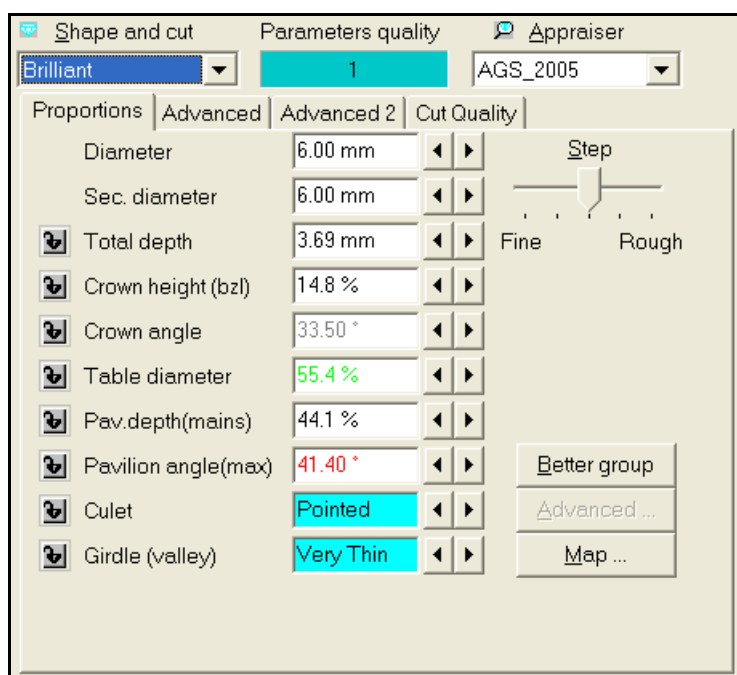 Shape and cut Parameters quality Appraiser
Brilliant 1 AGS_2005
Proportions Advanced Advanced 2 Cut Quality
Diameter 6.00 mm Step
Sec. diameter 6.00 mm
Total depth 3.69 mm Fine Rough
Crown height (bzl) 14.8 %
Crown angle 33.50 °
Table diameter 55.4 %
Pav.depth(mains) 44.1 %
Pavilion angle(max) 41.40 ° Better group
Culet Pointed Advanced ...
Girdle (valley) Very Thin Map ...